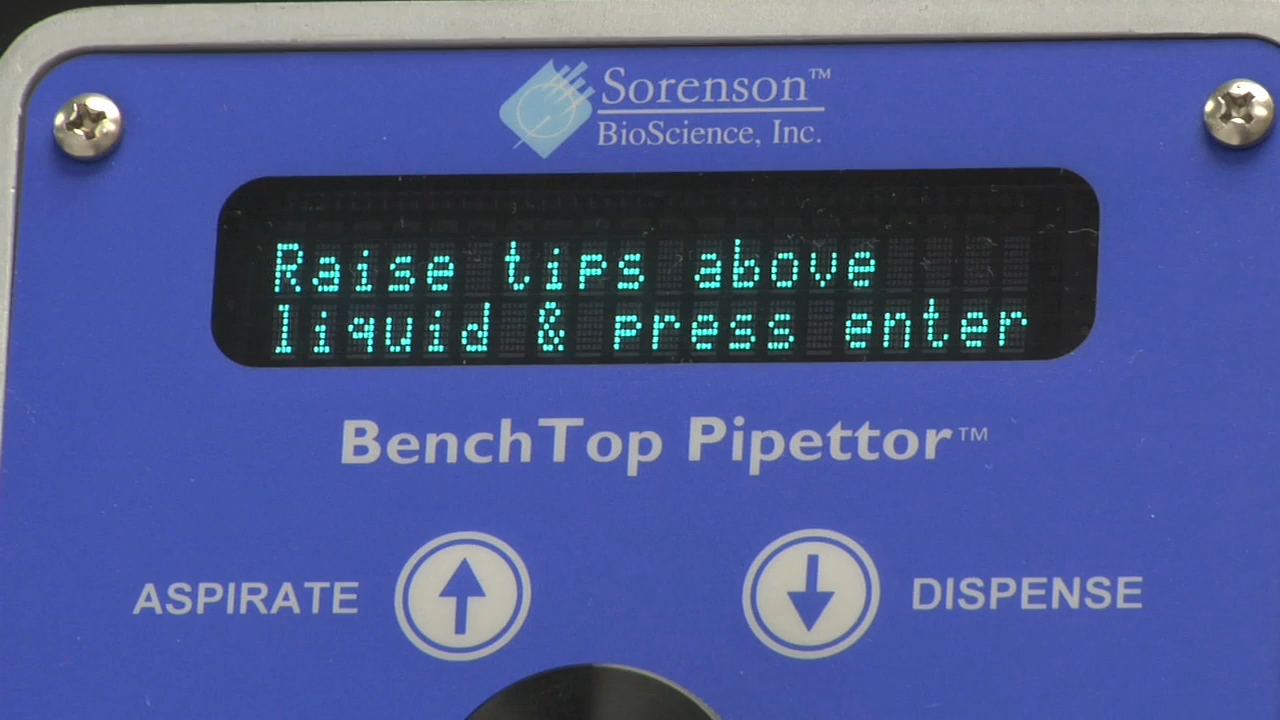 Sorenson™
BioScience, Inc.
Raise tips above
liquid & press enter
BenchTop Pipettor™
ASPIRATE
DISPENSE